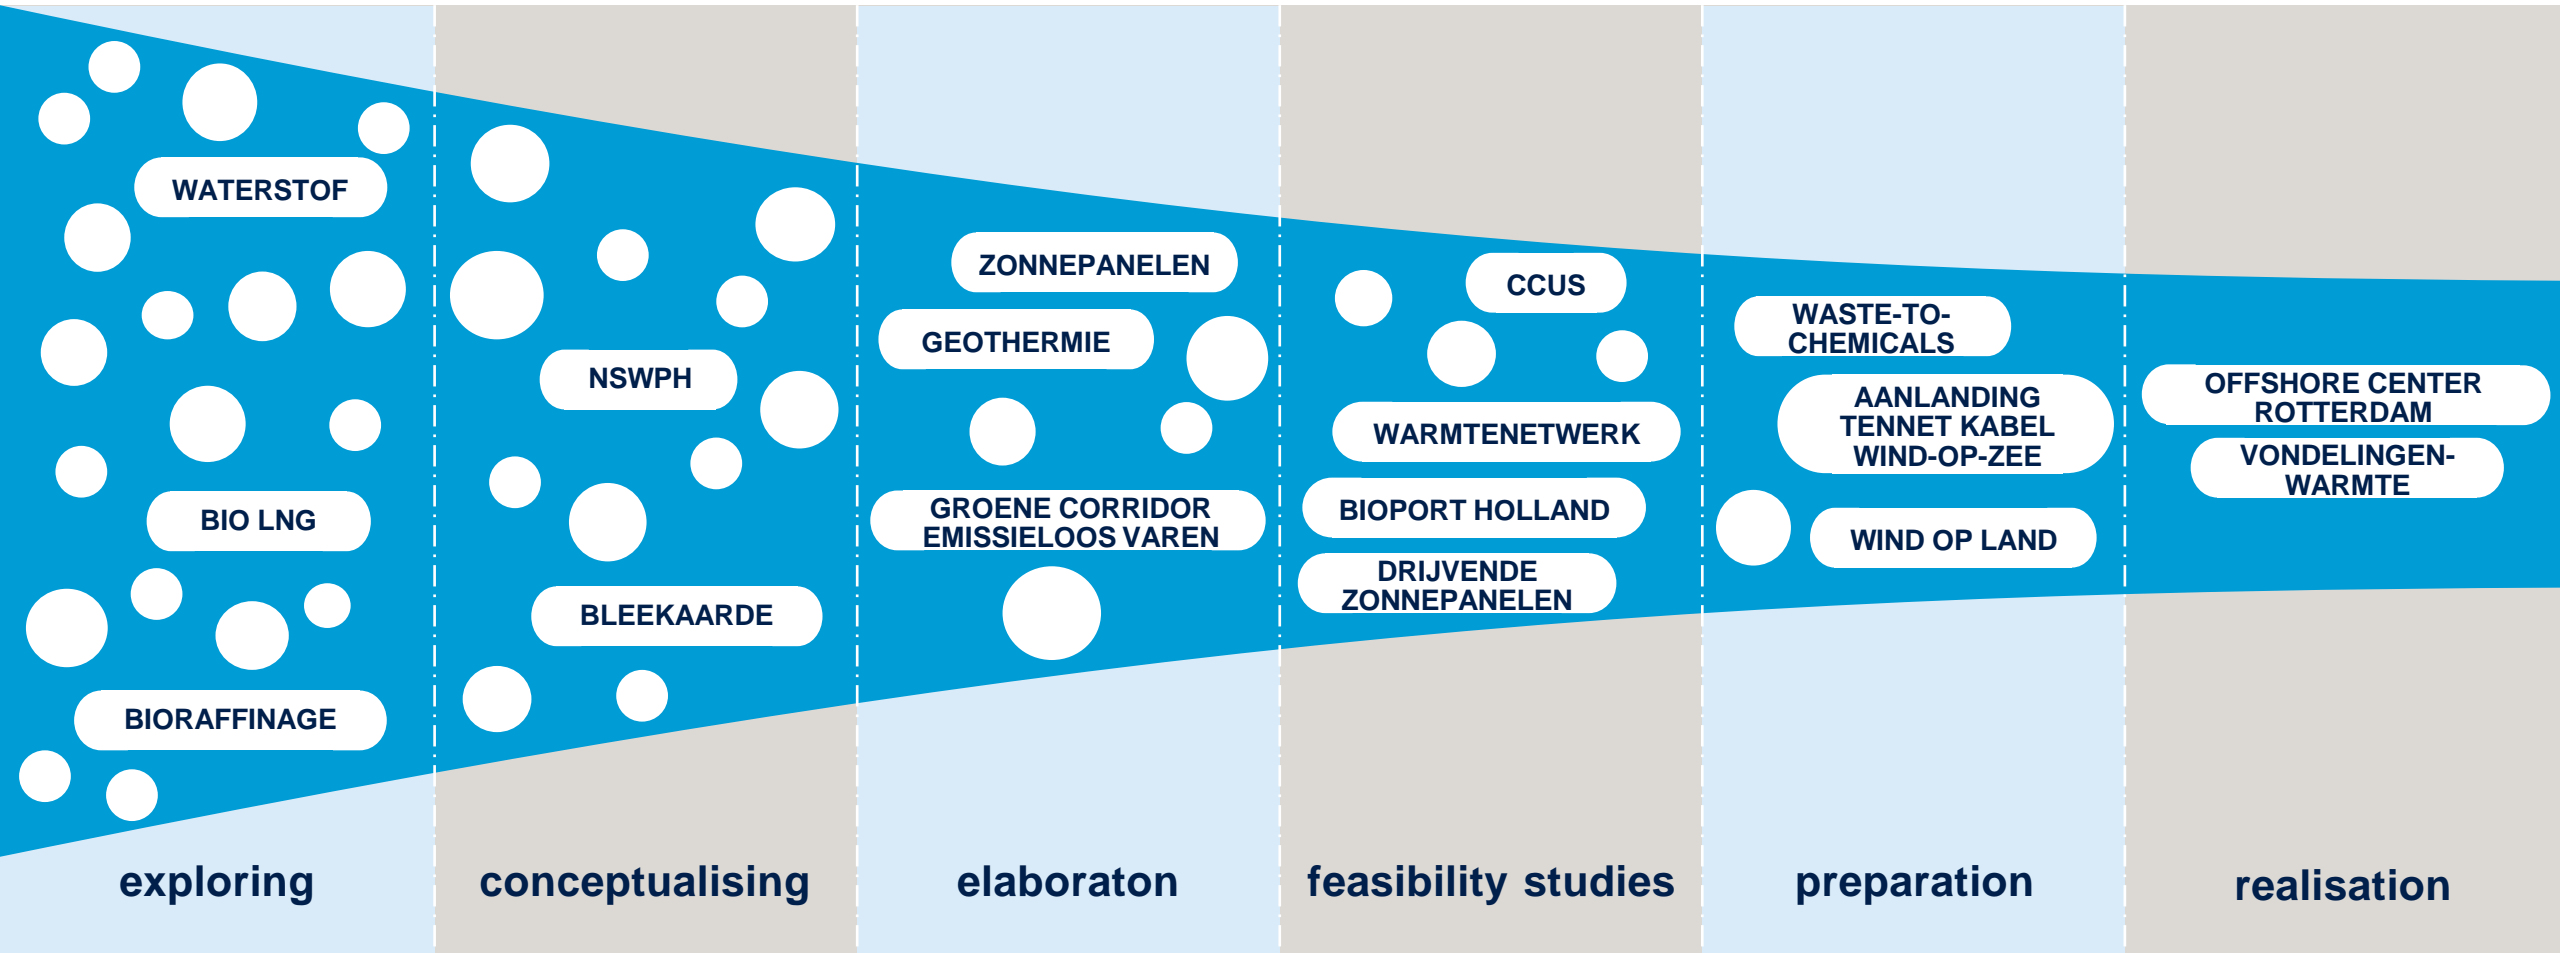 WATERSTOF
BIO LNG
BIORAFFINAGE
exploring
NSWPH
BLEEKAARDE
conceptualising
ZONNEPANELEN
GEOTHERMIE
GROENE CORRIDOR
EMISSIELOOS VAREN
elaboraton
CCUS
WARMTENETWERK
BIOPORT HOLLAND
DRIJVENDE
ZONNEPANELEN
feasibility studies
WASTE-TO-
CHEMICALS
AANLANDING
TENNET KABEL
WIND-OP-ZEE
WIND OP LAND
preparation
OFFSHORE CENTER
ROTTERDAM
VONDELINGEN-
WARMTE
realisation